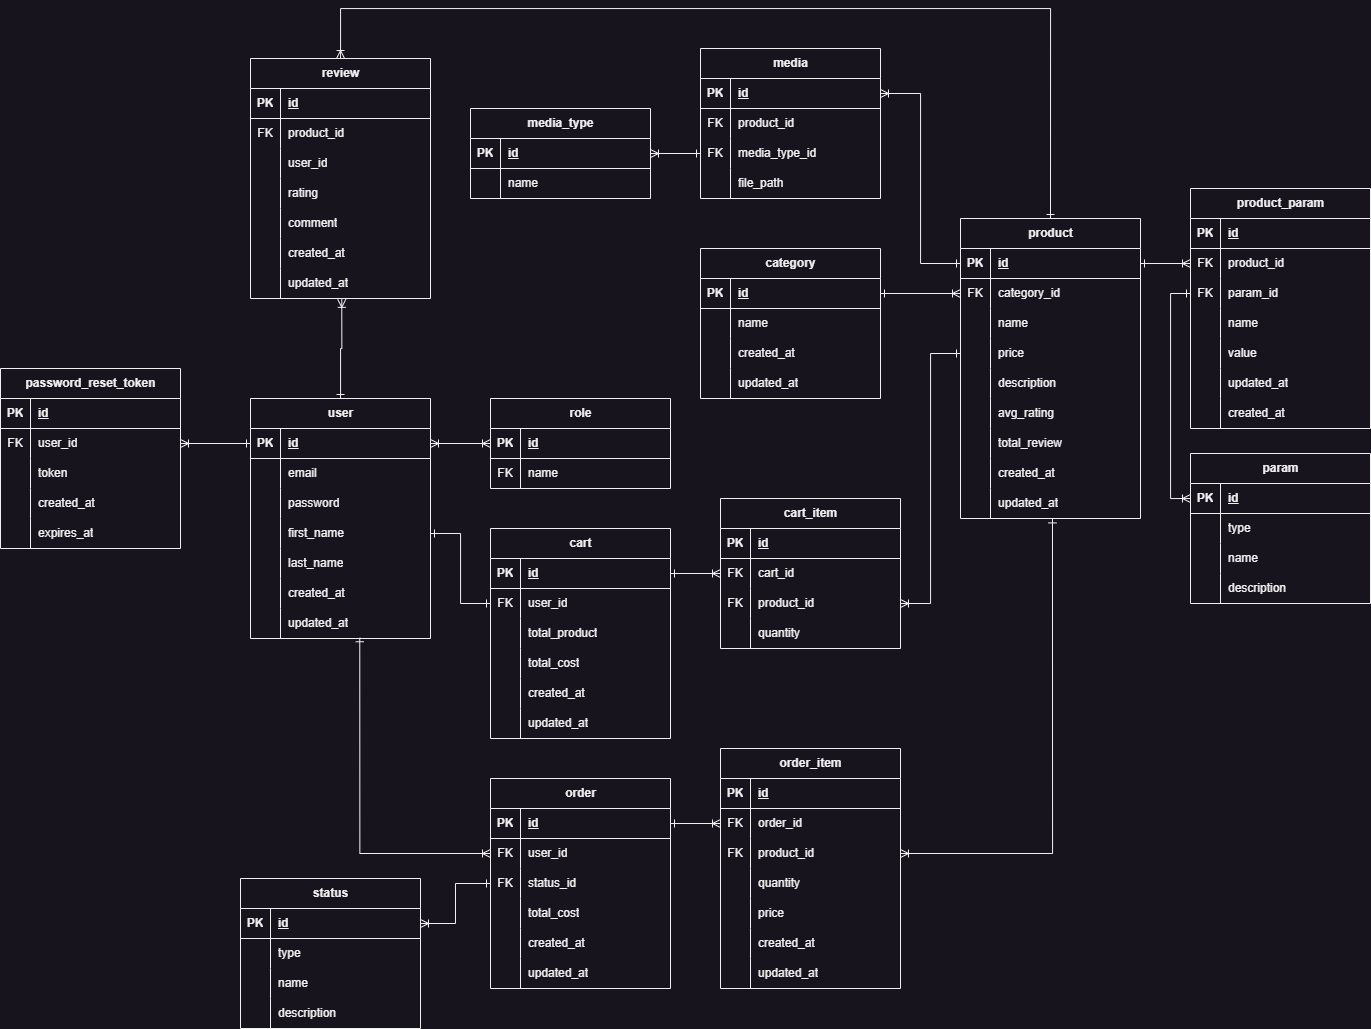 review
PK id
FK product_id
user_id
rating
comment
created_at
updated_at
media_type
PK id
name
media
PK id
FK product_id
FK media_type_id
file_path
category
PK id
name
created_at
updated_at
product
PK id
FK category_id
name
price
description
avg_rating
total_review
created_at
updated_at
product_param
PK id
FK product_id
FK param_id
name
value
updated_at
created_at
param
PK id
type
name
description
password_reset_token
PK id
FK user_id
token
created_at
expires_at
user
PK id
email
password
first_name
last_name
created_at
updated_at
role
PK id
FK name
cart
PK id
FK user_id
total_product
total_cost
created_at
updated_at
cart_item
PK id
FK cart_id
FK product_id
quantity
order
PK id
FK user_id
FK status_id
total_cost
created_at
updated_at
order_item
PK id
FK order_id
FK product_id
quantity
price
created_at
updated_at
status
PK id
type
name
description